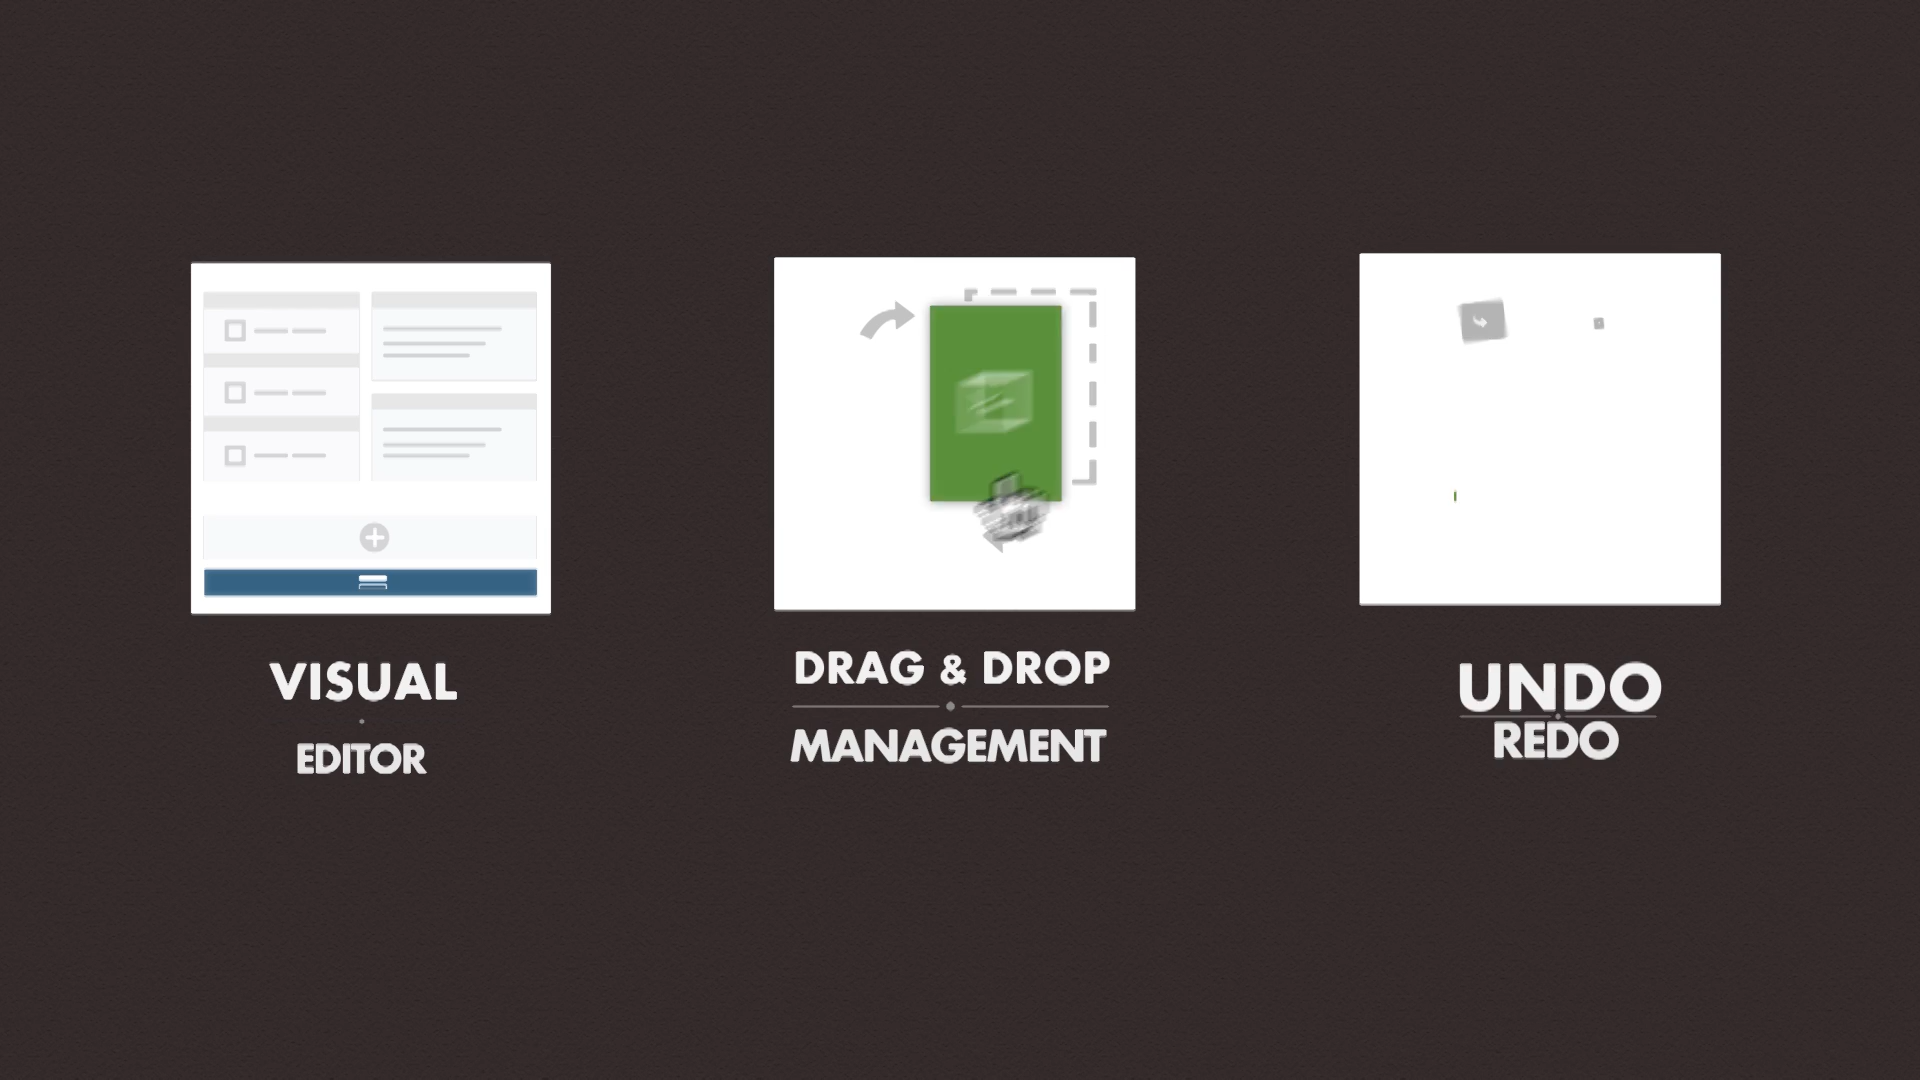 VISUAL
EDITOR
DRAG & DROP
MANAGEMENT
UNDO
REDO